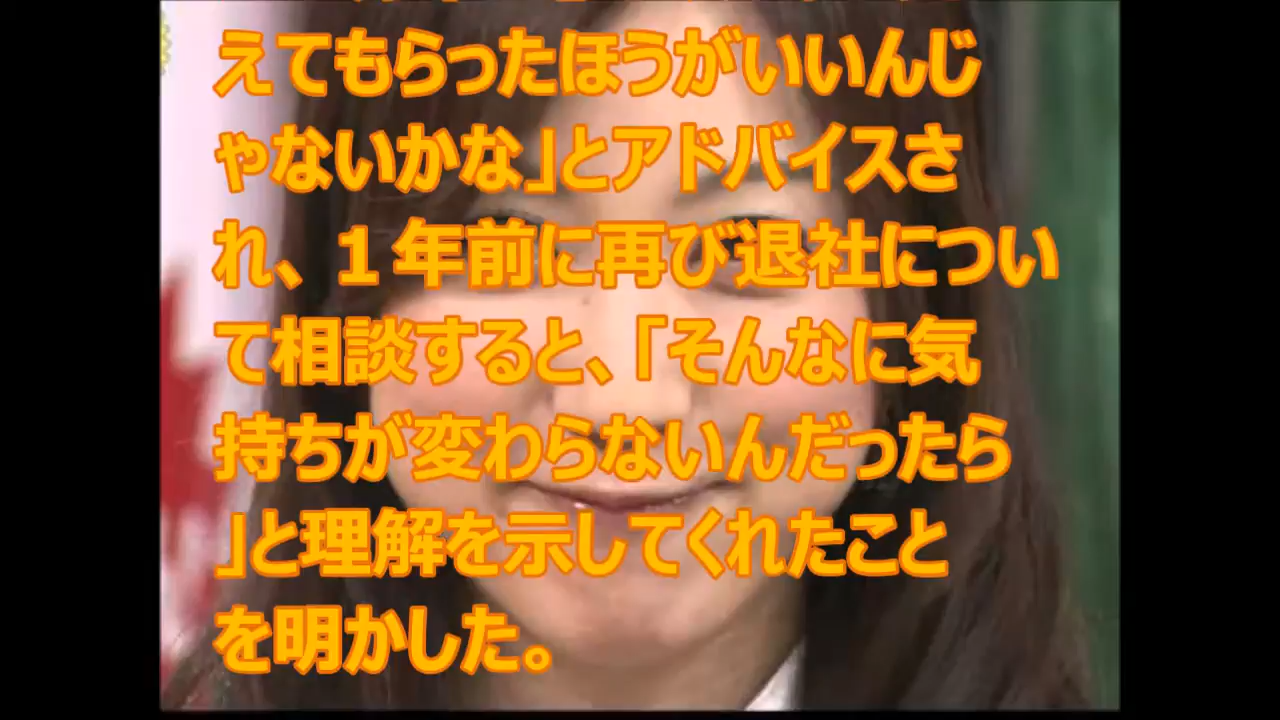 えてもらったほうがいいんじ
ゃないかな」とアドバイスさ
れ、１年前に再び退社につい
て相談すると、「そんなに気
持ちが変わらないんだったら
」と理解を示してくれたこと
を明かした。